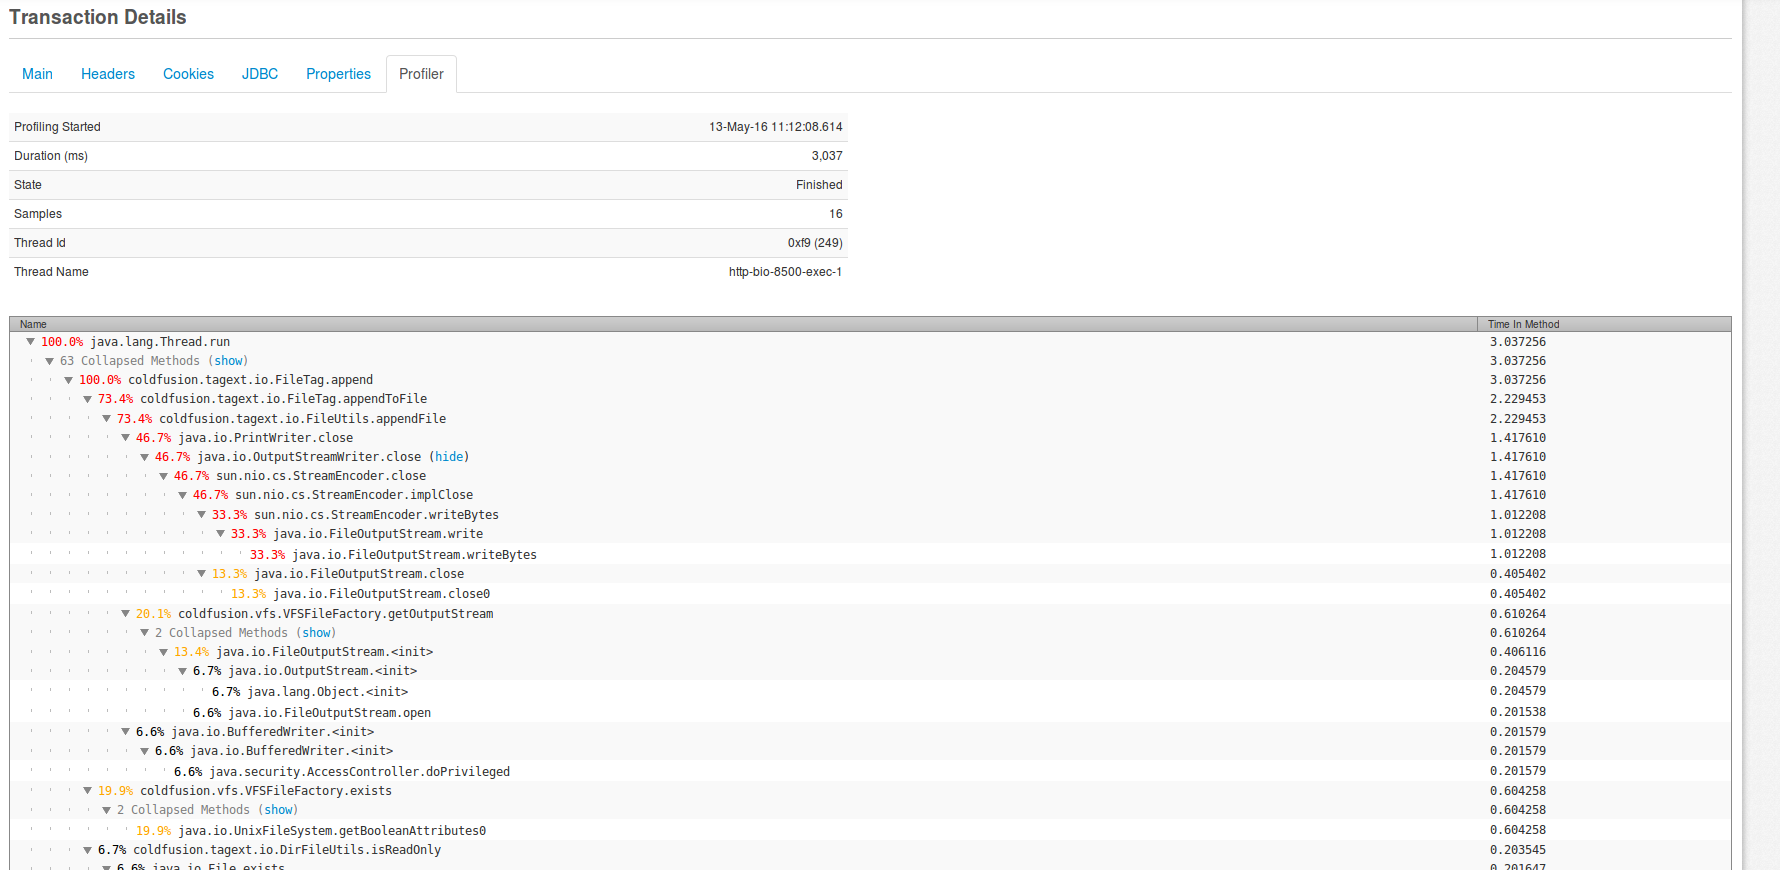 Transaction Details
Main Headers Cookies JDBC Properties Profiler
Profiling Started 13-May-16 11:12:08.614
Duration (ms) 3,037
State Finished
Samples 16
Thread Id 0xf9 (249)
Thread Name http-bio-8500-exec-1
Name Time In Method
100.0% java.lang.Thread.run 3.037256
63 Collapsed Methods (show) 3.037256
100.0% coldfusion.tagext.io.FileTag.append 3.037256
73.4% coldfusion.tagext.io.FileTag.appendToFile 2.229453
73.4% coldfusion.tagext.io.FileUtils.appendFile 2.229453
46.7% java.io.PrintWriter.close 1.417610
46.7% java.io.OutputStreamWriter.close (hide) 1.417610
46.7% sun.nio.cs.StreamEncoder.close 1.417610
46.7% sun.nio.cs.StreamEncoder.implClose 1.417610
33.3% sun.nio.cs.StreamEncoder.writeBytes 1.012208
33.3% java.io.FileOutputStream.write 1.012208
33.3% java.io.FileOutputStream.writeBytes 1.012208
13.3% java.io.FileOutputStream.close 0.405402
13.3% java.io.FileOutputStream.close0 0.405402
20.1% coldfusion.vfs.VFSFileFactory.getOutputStream 0.610264
2 Collapsed Methods (show) 0.610264
13.4% java.io.FileOutputStream.<init> 0.406116
6.7% java.io.OutputStream.<init> 0.204579
6.7% java.lang.Object.<init> 0.204579
6.6% java.io.FileOutputStream.open 0.201538
6.6% java.io.BufferedWriter.<init> 0.201579
6.6% java.io.BufferedWriter.<init> 0.201579
6.6% java.security.AccessController.doPrivileged 0.201579
19.9% coldfusion.vfs.VFSFileFactory.exists 0.604258
2 Collapsed Methods (show) 0.604258
19.9% java.io.UnixFileSystem.getBooleanAttributes0 0.604258
6.7% coldfusion.tagext.io.DirFileUtils.isReadOnly 0.203545
6.6% java.io.File.exists 0.201647